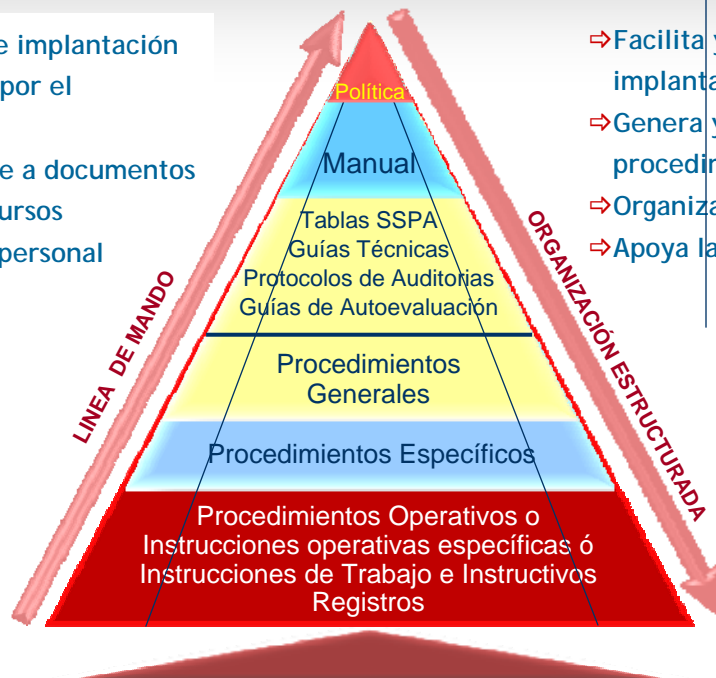 e implantación
por el
e a documentos
ursos
personal
Facilita y
implanta
Genera y
procedir
Organiza
Apoya la
LINEA DE MANDO
ORGANIZACIÓN ESTRUCTURADA
Política
Manual
Tablas SSPA
Guías Técnicas
Protocolos de Auditorias
Guías de Autoevaluación
Procedimientos
Generales
Procedimientos Específicos
Procedimientos Operativos o
Instrucciones operativas específicas ó
Instrucciones de Trabajo e Instructivos
Registros